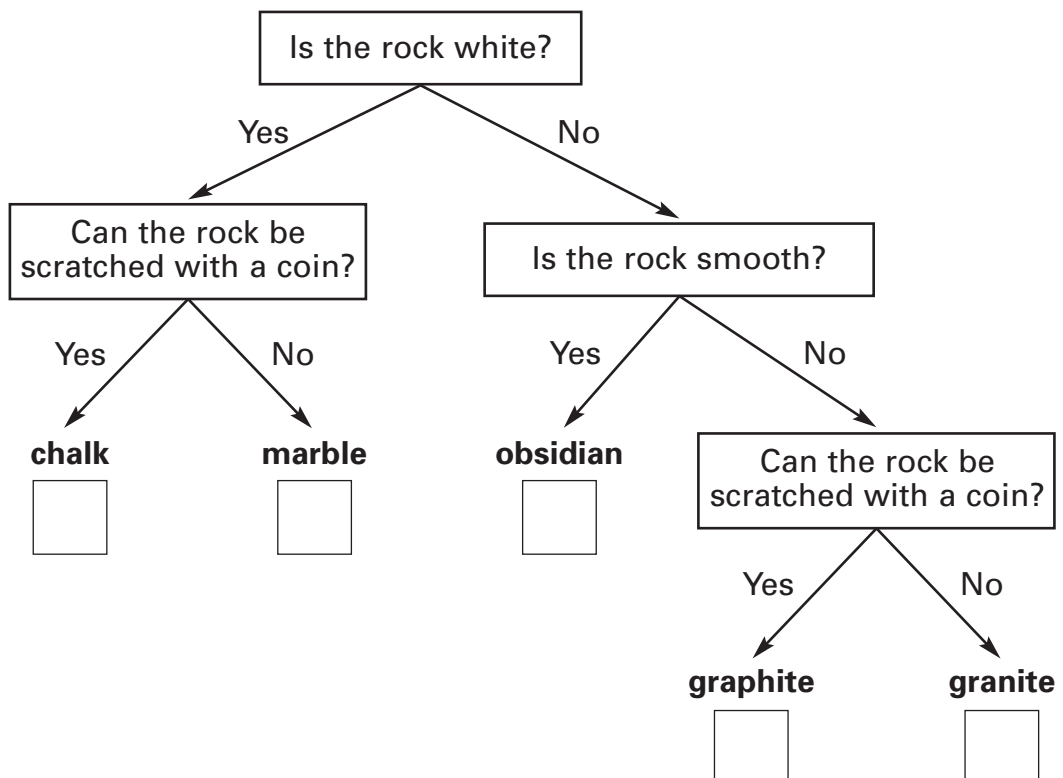 Is the rock white?
Yes
No
Can the rock be
scratched with a coin?
Is the rock smooth?
Yes
No
Yes
No
chalk
marble
obsidian
Can the rock be
scratched with a coin?
Yes
No
graphite
granite